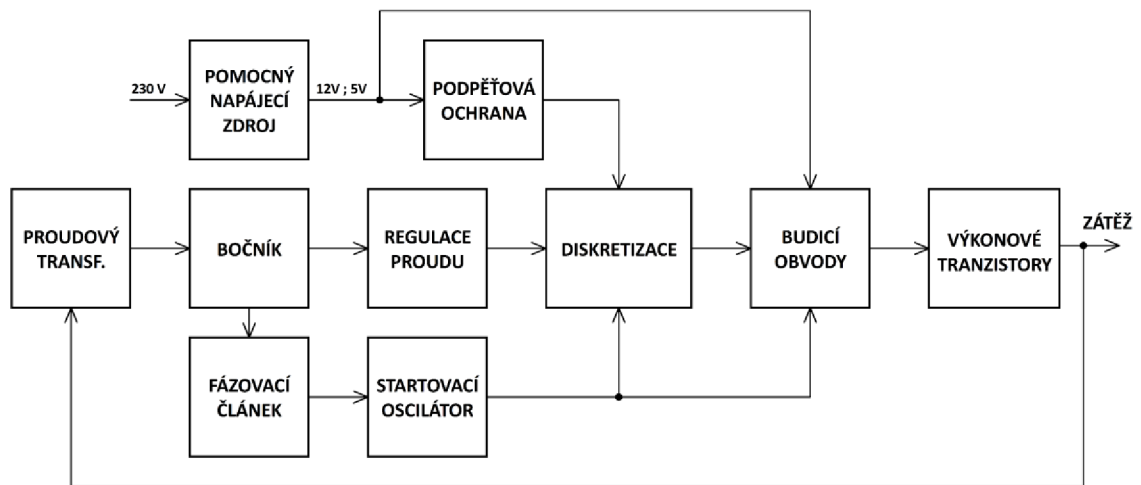 230 V
POMOCNÝ
NAPÁJECÍ
ZDROJ
12V ; 5V
PODPĚŤOVÁ
OCHRANA
PROUDOVÝ
TRANSF.
BOČNÍK
REGULACE
PROUDU
DISKRETIZACE
BUDICÍ
OBVODY
VÝKONOVÉ
TRANZISTORY
ZÁTĚŽ
FÁZOVACÍ
ČLÁNEK
STARTOVACÍ
OSCILÁTOR